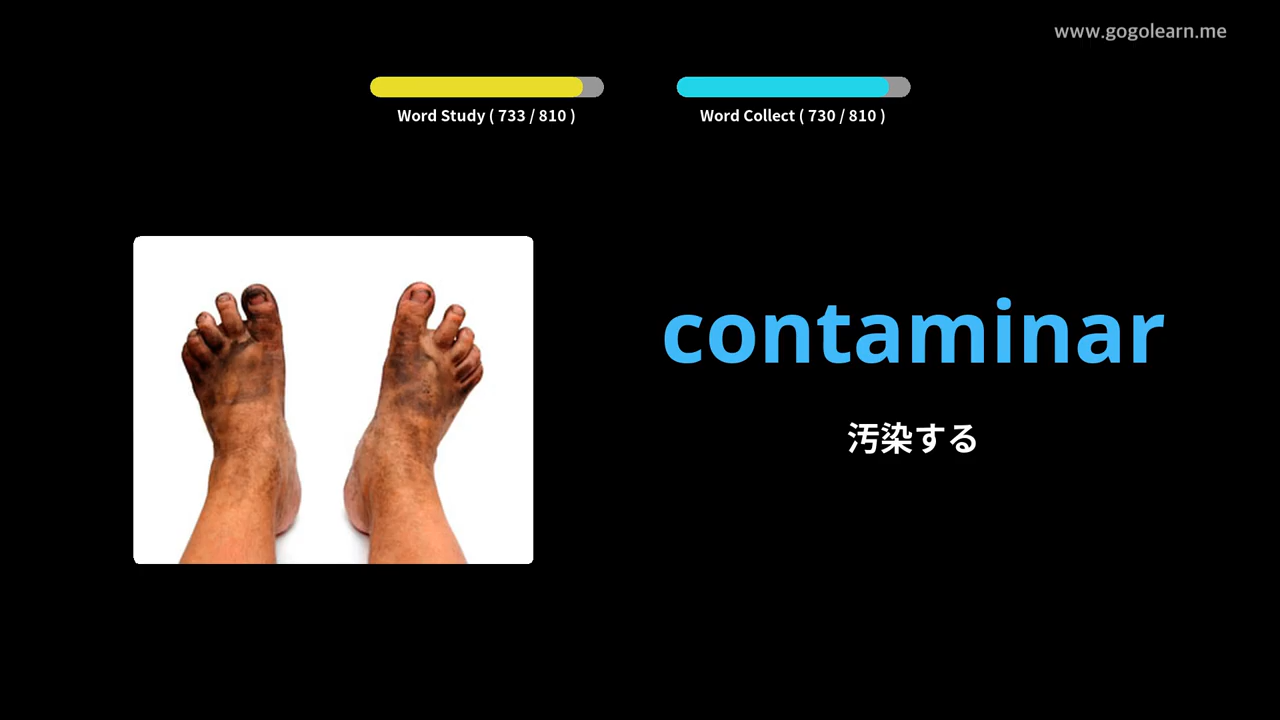 www.gogolearn.me
Word Study ( 733 / 810 )
Word Collect ( 730 / 810 )
contaminar
汚染する